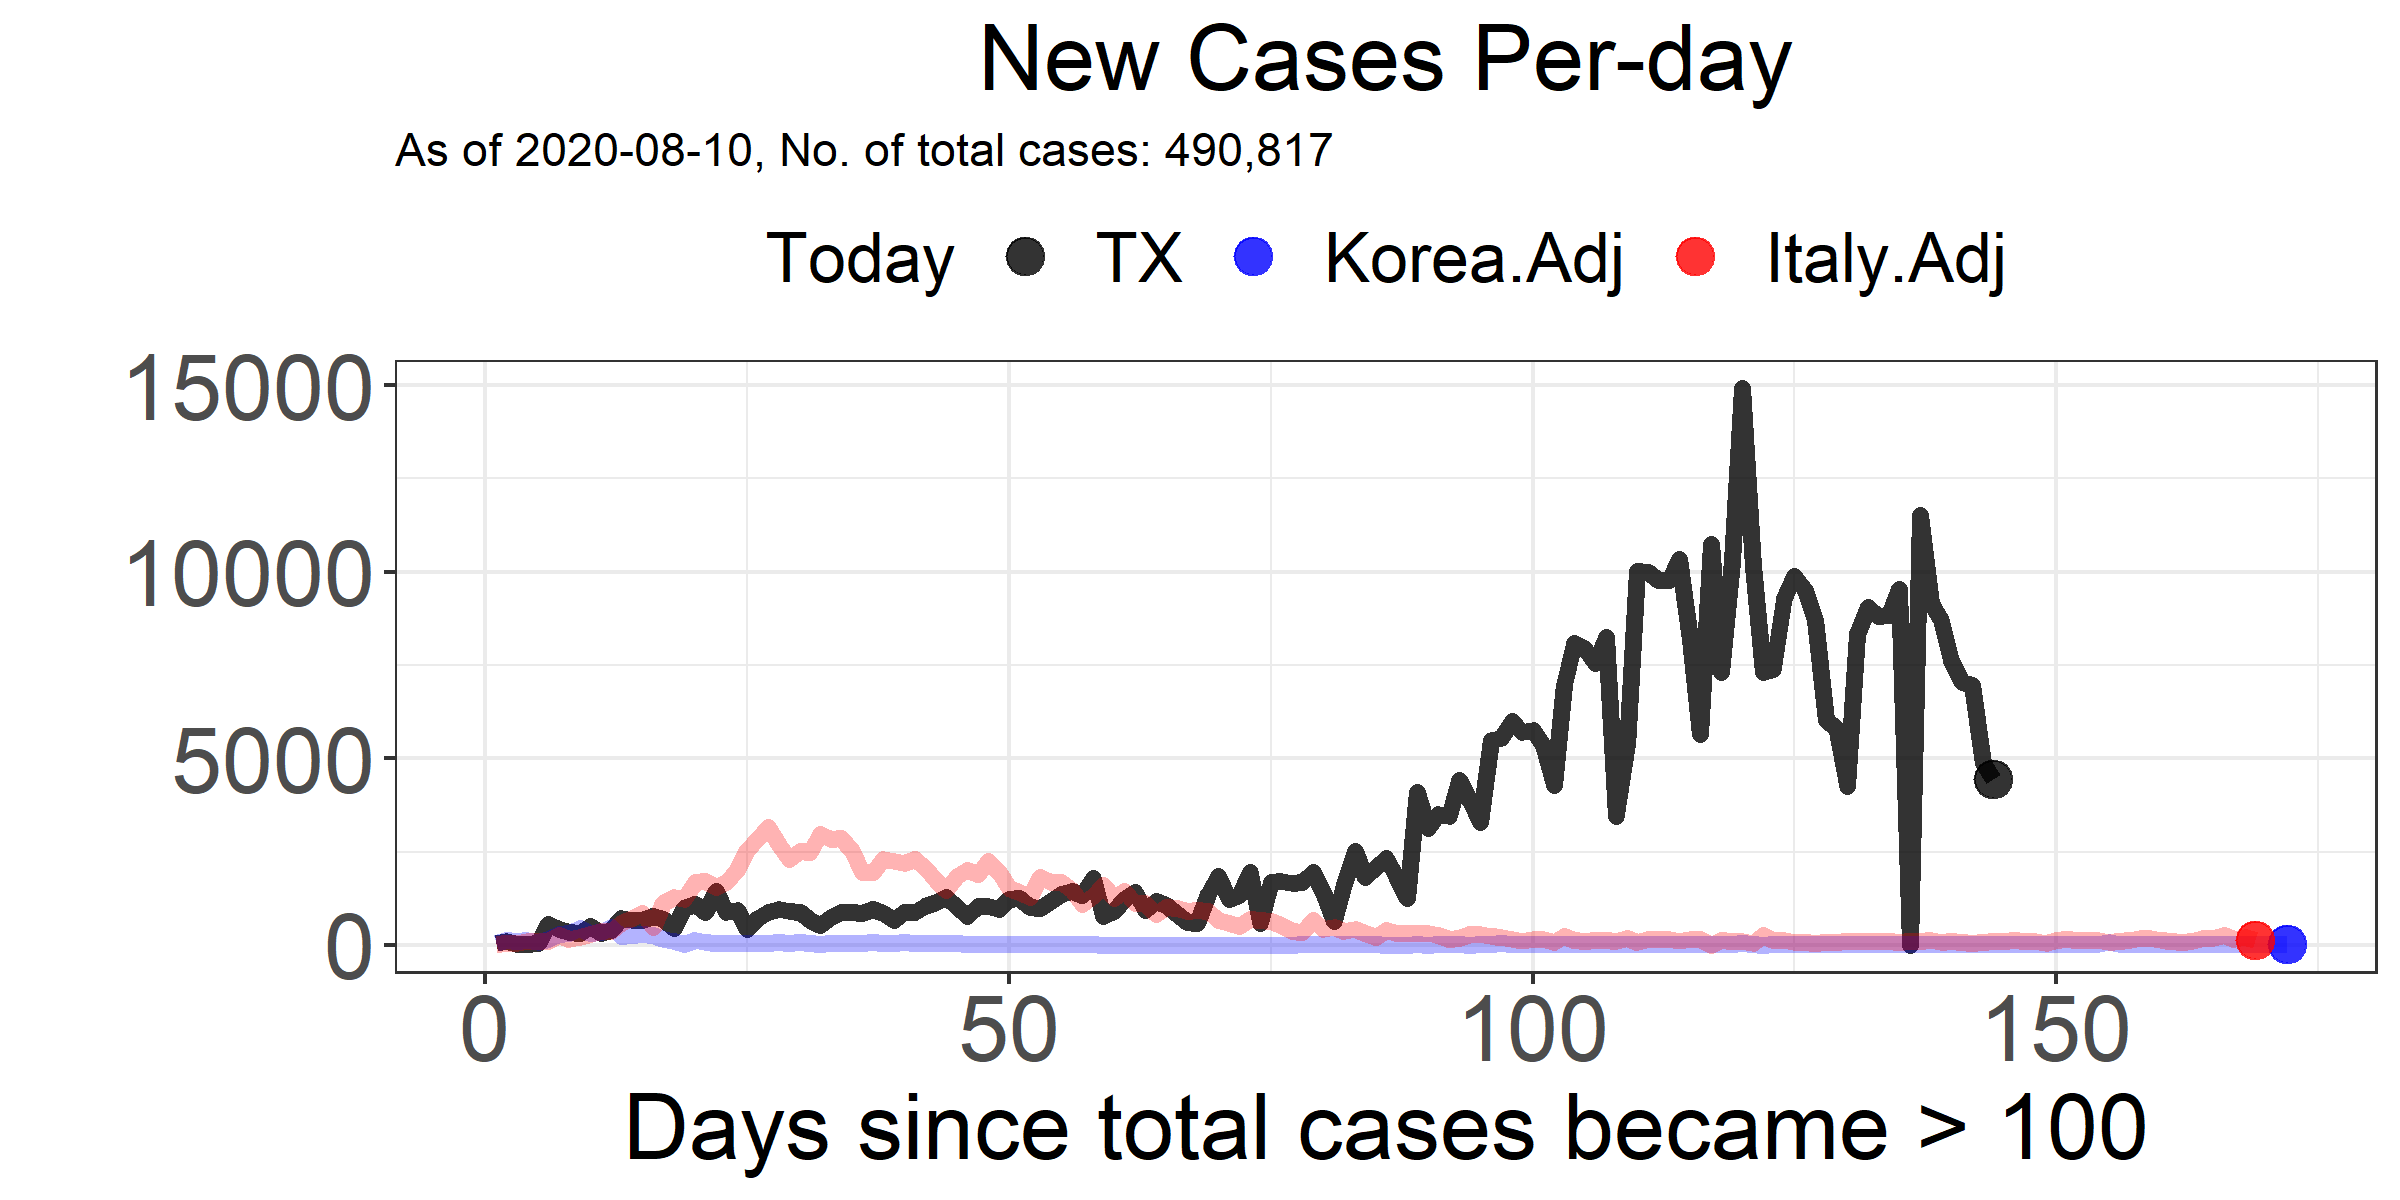 New Cases Per-day
As of 2020-08-10, No. of total cases: 490,817
Today TX Korea.Adj Italy.Adj
15000
10000
5000
0
0 50 100 150
Days since total cases became > 100